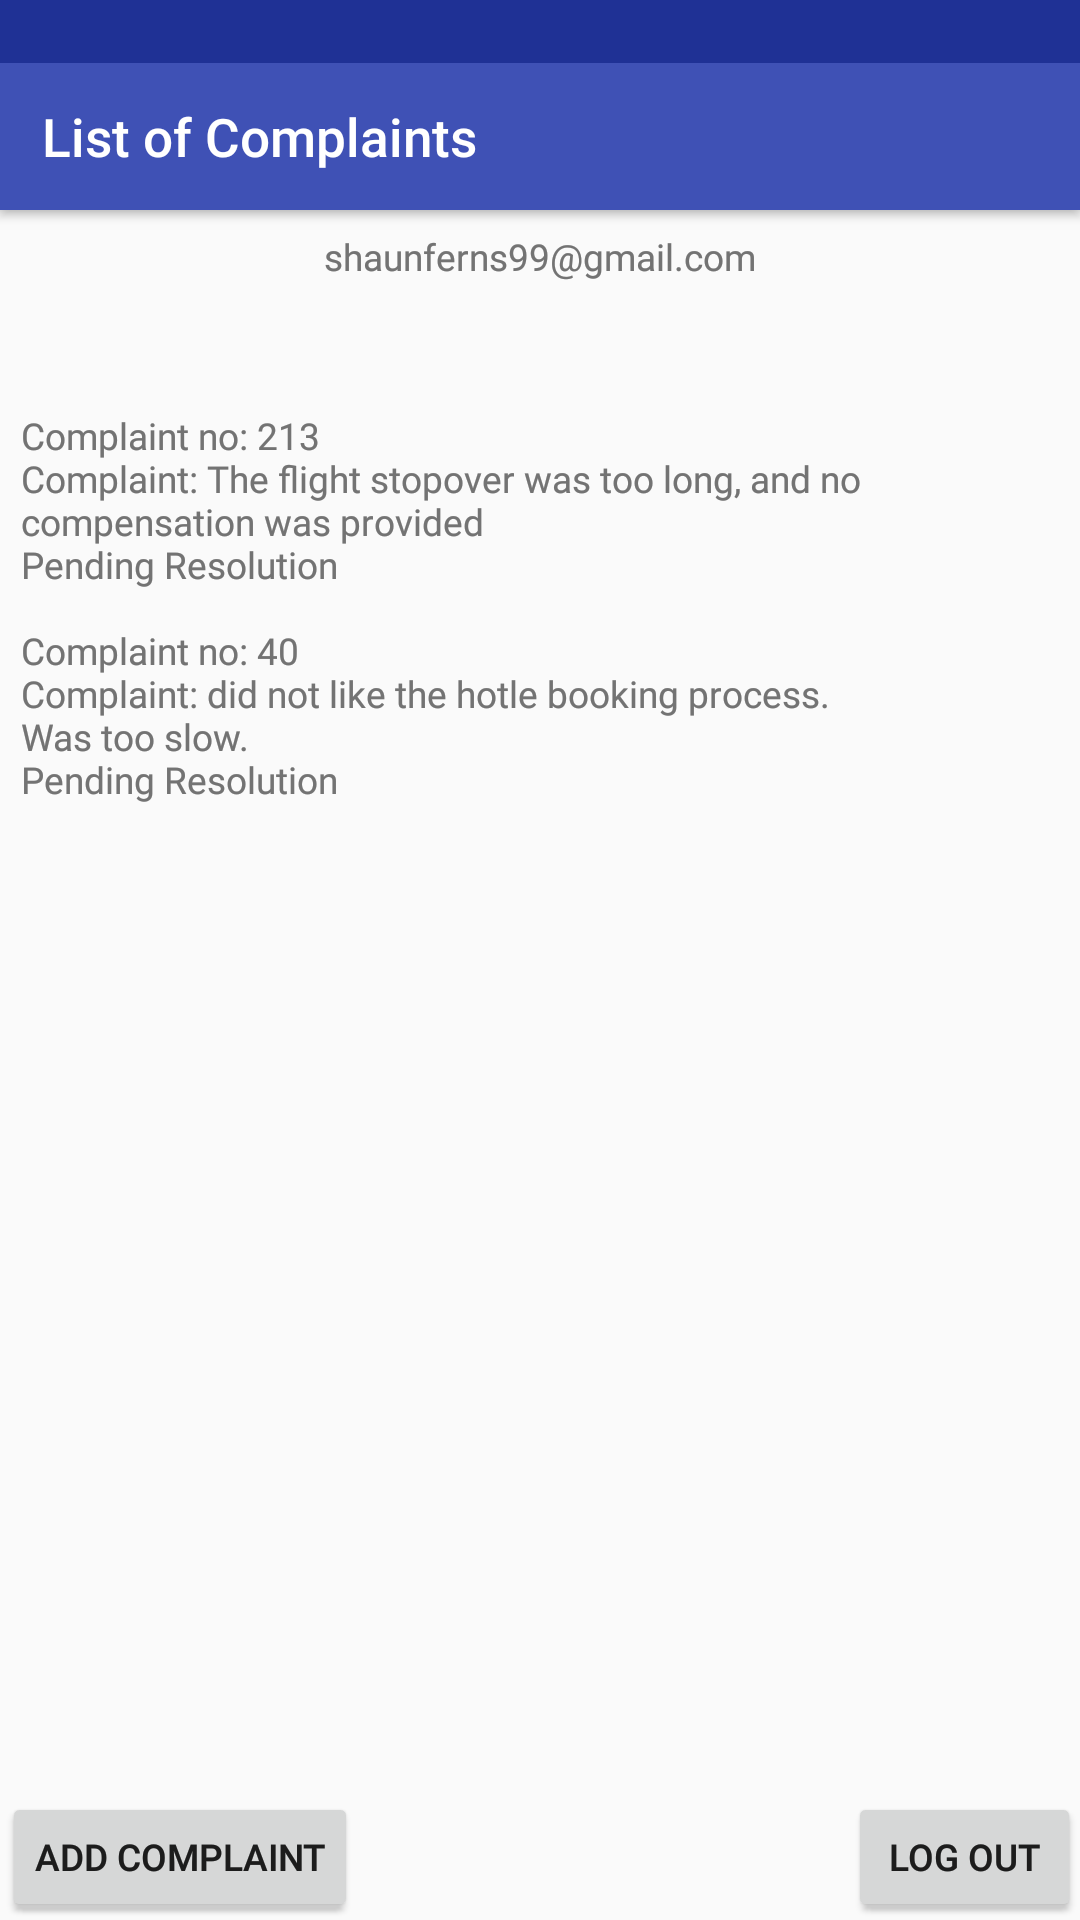 List of Complaints
shaunferns99@gmail.com
Complaint no: 213
Complaint: The flight stopover was too long, and no
compensation was provided
Pending Resolution
Complaint no: 40
Complaint: did not like the hotle booking process.
Was too slow.
Pending Resolution
ADD COMPLAINT
LOG OUT